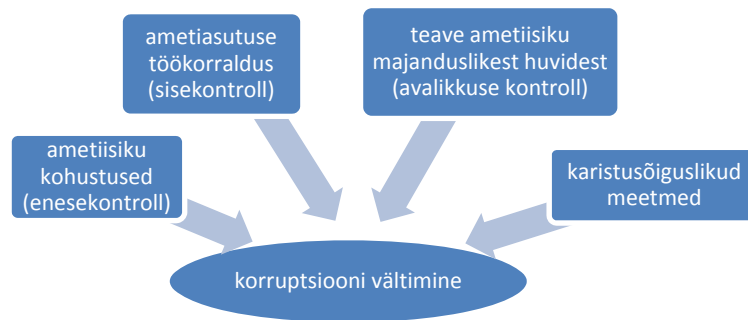 ametiasutuse
töökorraldus
(sisekontroll)
teave ametiisiku
majanduslikest huvidest
(avalikkuse kontroll)
ametiisiku
kohustused
(enesekontroll)
karistusõiguslikud
meetmed
korruptsiooni vältimine